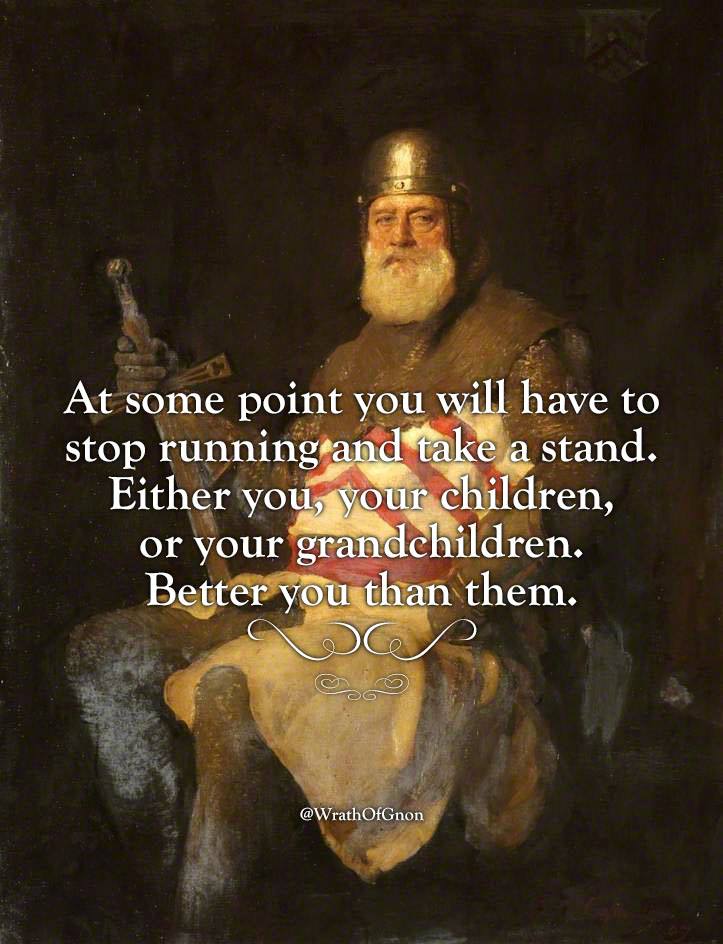 At some point you will have to
stop running and take a stand.
Either you, your children,
or your grandchildren.
Better you than them.
@WrathOfGnon